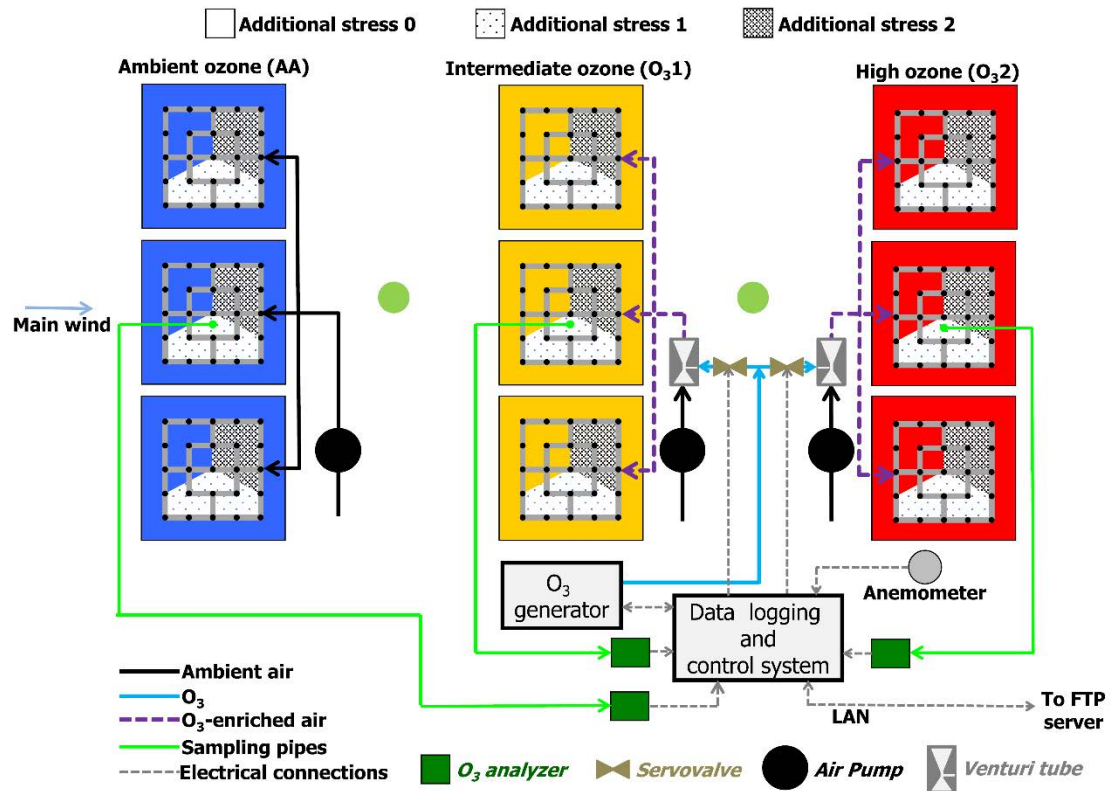 Additional stress 0
Additional stress 1
Additional stress 2
Ambient ozone (AA)
Intermediate ozone (O₃1)
High ozone (O₃2)
Main wind
O₃
generator
Data logging
and
control system
Anemometer
LAN
To FTP
server
Ambient air
O₃
O₃-enriched air
Sampling pipes
Electrical connections
O₃ analyzer
Servovalve
Air Pump
Venturi tube